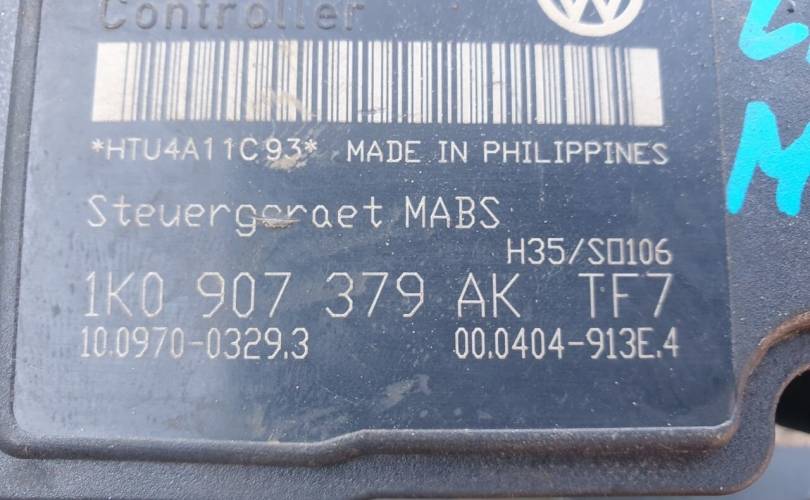 Controller
*HTU4A11C93* MADE IN PHILIPPINES
Steuergeraet MABS
H35/S0106
1K0 907 379 AK TF7
10.0970-0329.3 00.0404-913E.4